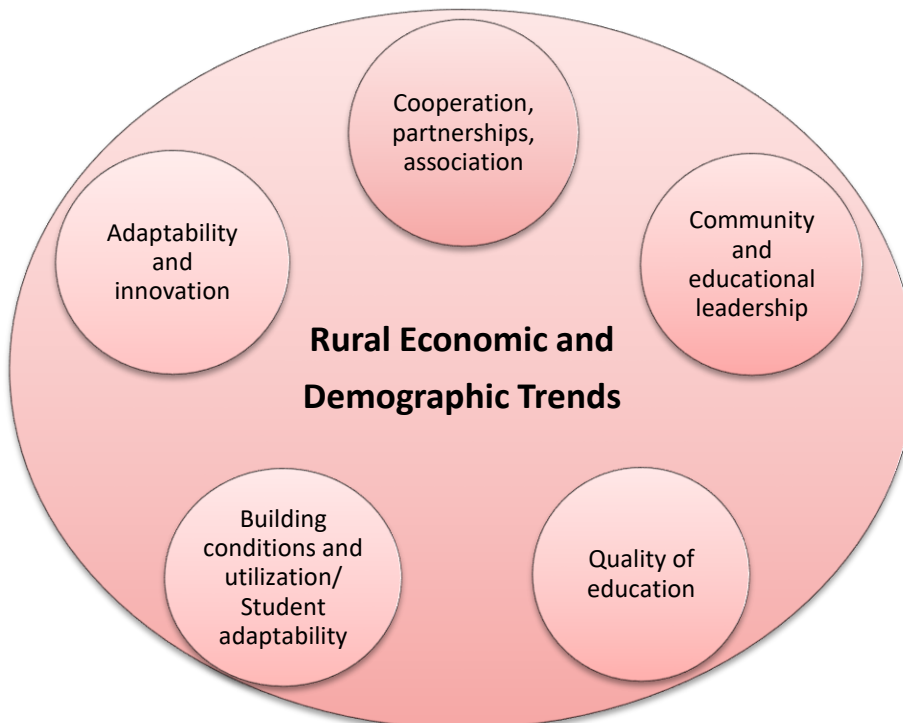 Cooperation,
partnerships,
association
Adaptability
and
innovation
Community
and
educational
leadership
Rural Economic and
Demographic Trends
Building
conditions and
utilization/
Student
adaptability
Quality of
education